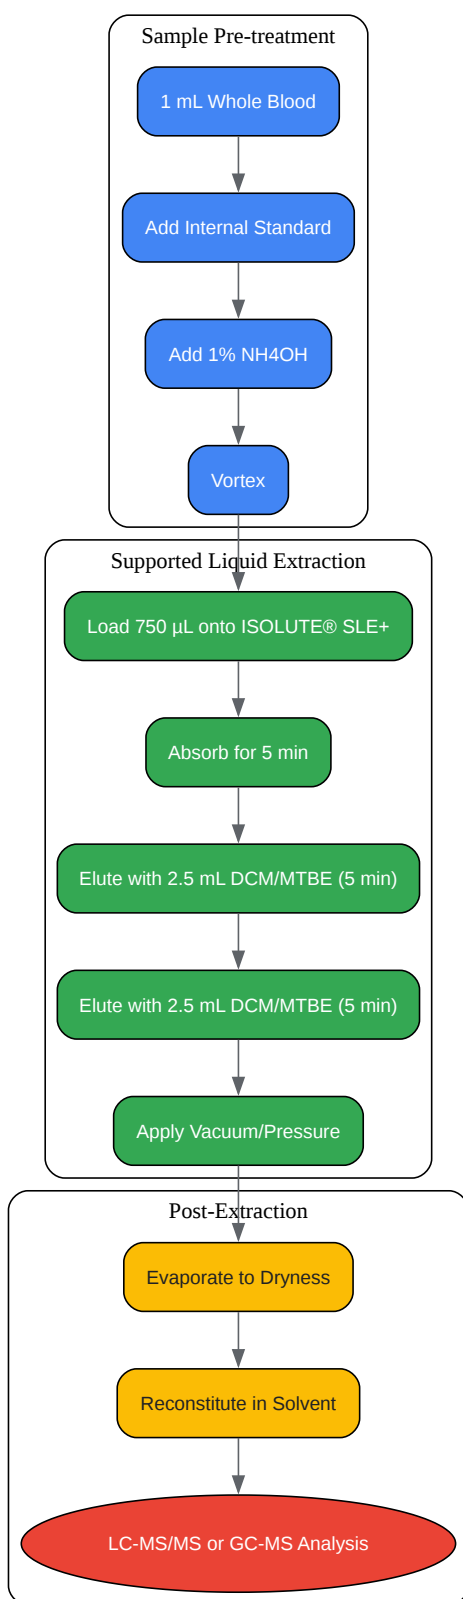 Sample Pre-treatment
1 mL Whole Blood
Add Internal Standard
Add 1% NH4OH
Vortex
Supported Liquid Extraction
Load 750 µL onto ISOLUTE® SLE+
Absorb for 5 min
Elute with 2.5 mL DCM/MTBE (5 min)
Elute with 2.5 mL DCM/MTBE (5 min)
Apply Vacuum/Pressure
Post-Extraction
Evaporate to Dryness
Reconstitute in Solvent
LC-MS/MS or GC-MS Analysis